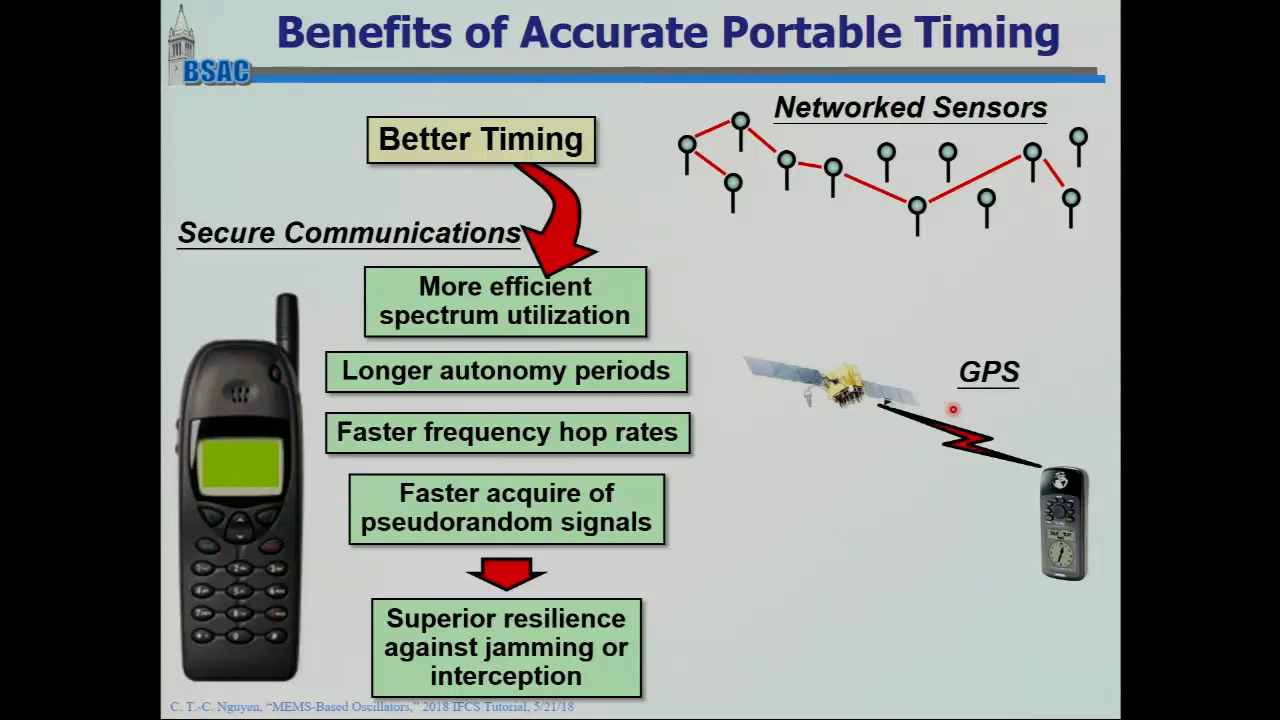 Benefits of Accurate Portable Timing
BSAC
Better Timing
Networked Sensors
Secure Communications
More efficient
spectrum utilization
Longer autonomy periods
GPS
Faster frequency hop rates
Faster acquire of
pseudorandom signals
Superior resilience
against jamming or
interception
C. T.-C. Nguyen, “MEMS-Based Oscillators,” 2018 IFCS Tutorial, 5/21/18